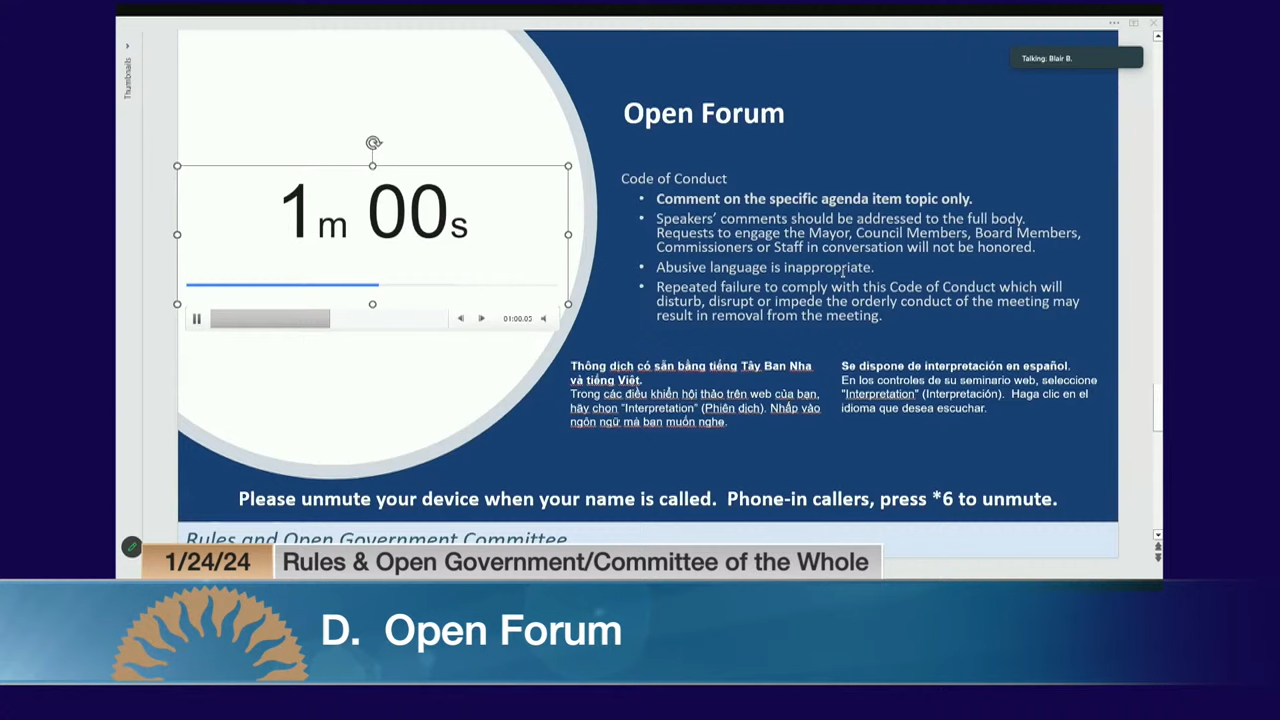 Thumbnails
Talking: Blair B.
Open Forum
1m 00s
01:00.05
Code of Conduct
• Comment on the specific agenda item topic only.
• Speakers' comments should be addressed to the full body.
Requests to engage the Mayor, Council Members, Board Members,
Commissioners or Staff in conversation will not be honored.
• Abusive language is inappropriate.
• Repeated failure to comply with this Code of Conduct which will
disturb, disrupt or impede the orderly conduct of the meeting may
result in removal from the meeting.
Thông dịch có sẵn bằng tiếng Tây Ban Nha
và tiếng Việt.
Trong các điều khiển hội thảo trên web của bạn,
hãy chọn "Interpretation" (Phiên dịch). Nhấp vào
ngôn ngữ mà bạn muốn nghe.
Se dispone de interpretación en español.
En los controles de su seminario web, seleccione
"Interpretation" (Interpretación). Haga clic en el
idioma que desea escuchar.
Please unmute your device when your name is called. Phone-in callers, press *6 to unmute.
Rules and Open Government Committee
1/24/24 Rules & Open Government/Committee of the Whole
D. Open Forum